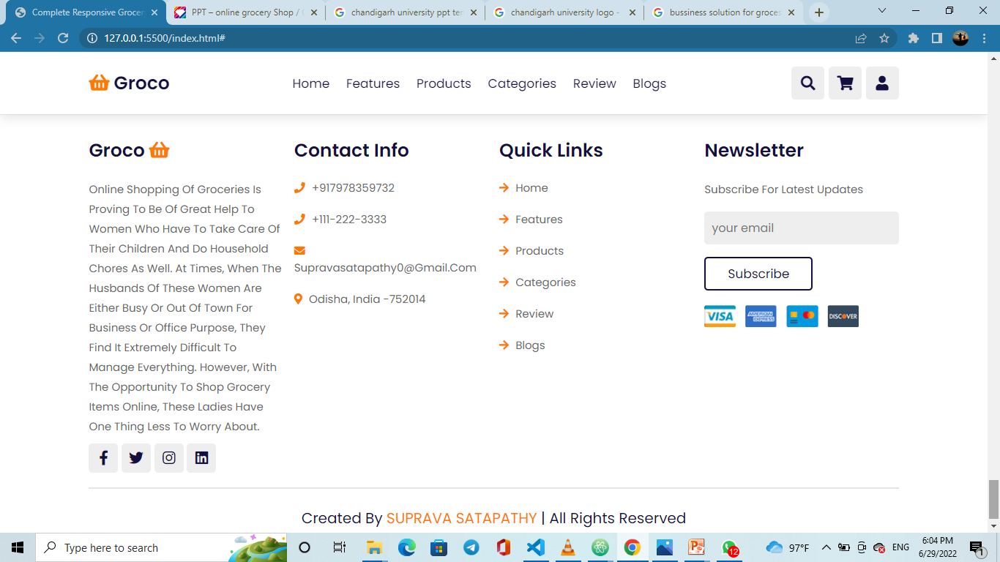 Complete Responsive Grocer
PPT – online grocery Shop /
chandigarh university ppt ten
chandigarh university logo -
bussiness solution for groces
127.0.0.1:5500/index.html#
Groco
Home Features Products Categories Review Blogs
Groco
Online Shopping Of Groceries Is
Proving To Be Of Great Help To
Women Who Have To Take Care Of
Their Children And Do Household
Chores As Well. At Times, When The
Husbands Of These Women Are
Either Busy Or Out Of Town For
Business Or Office Purpose, They
Find It Extremely Difficult To
Manage Everything. However, With
The Opportunity To Shop Grocery
Items Online, These Ladies Have
One Thing Less To Worry About.
Contact Info
+917978359732
+111-222-3333
Supravasatapathy0@Gmail.Com
Odisha, India -752014
Quick Links
Home
Features
Products
Categories
Review
Blogs
Newsletter
Subscribe For Latest Updates
your email
Subscribe
VISA AMERICAN EXPRESS DISCOVER
Created By SUPRAVA SATAPATHY | All Rights Reserved
Type here to search
12
97°F
ENG
6:04 PM
6/29/2022
1